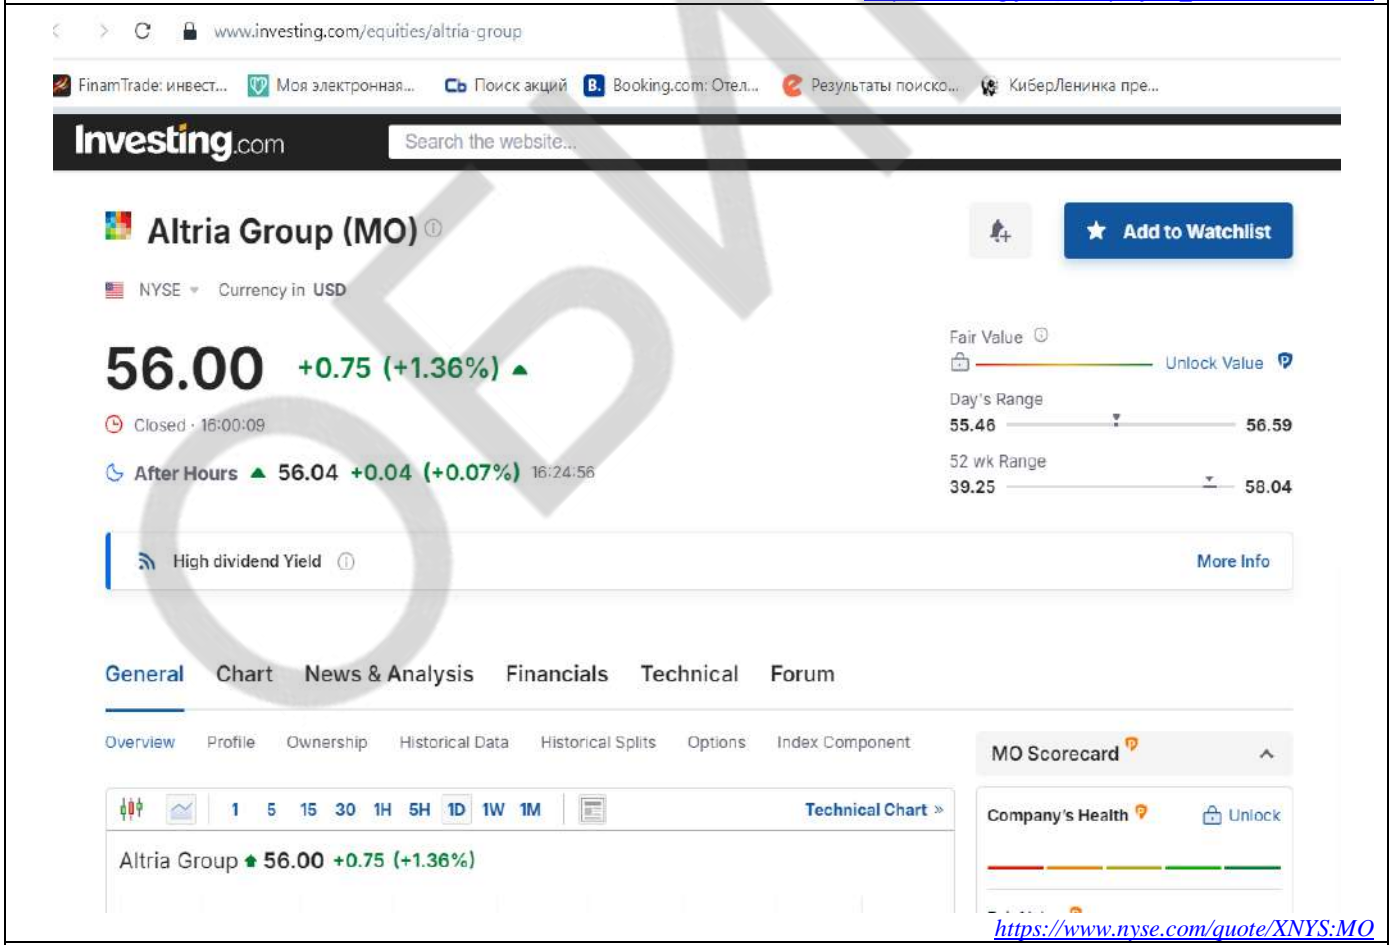 www.investing.com/equities/altria-group
FinamTrade: инвест... Моя электронная... Сb Поиск акций B. Booking.com: Отел... Результаты поиско... КиберЛенинка пре...
Investing.com Search the website...
Altria Group (MO)
Add to Watchlist
NYSE Currency in USD
56.00 +0.75 (+1.36%)
Closed · 16:00:09
After Hours 56.04 +0.04 (+0.07%) 16:24:56
Fair Value
Unlock Value
Day's Range
55.46 56.59
52 wk Range
39.25 58.04
High dividend Yield More Info
General Chart News & Analysis Financials Technical Forum
Overview Profile Ownership Historical Data Historical Splits Options Index Component
MO Scorecard
1 5 15 30 1H 5H 1D 1W 1M Technical Chart »
Company's Health Unlock
Altria Group 56.00 +0.75 (+1.36%)
https://www.nyse.com/quote/XNYS:MO